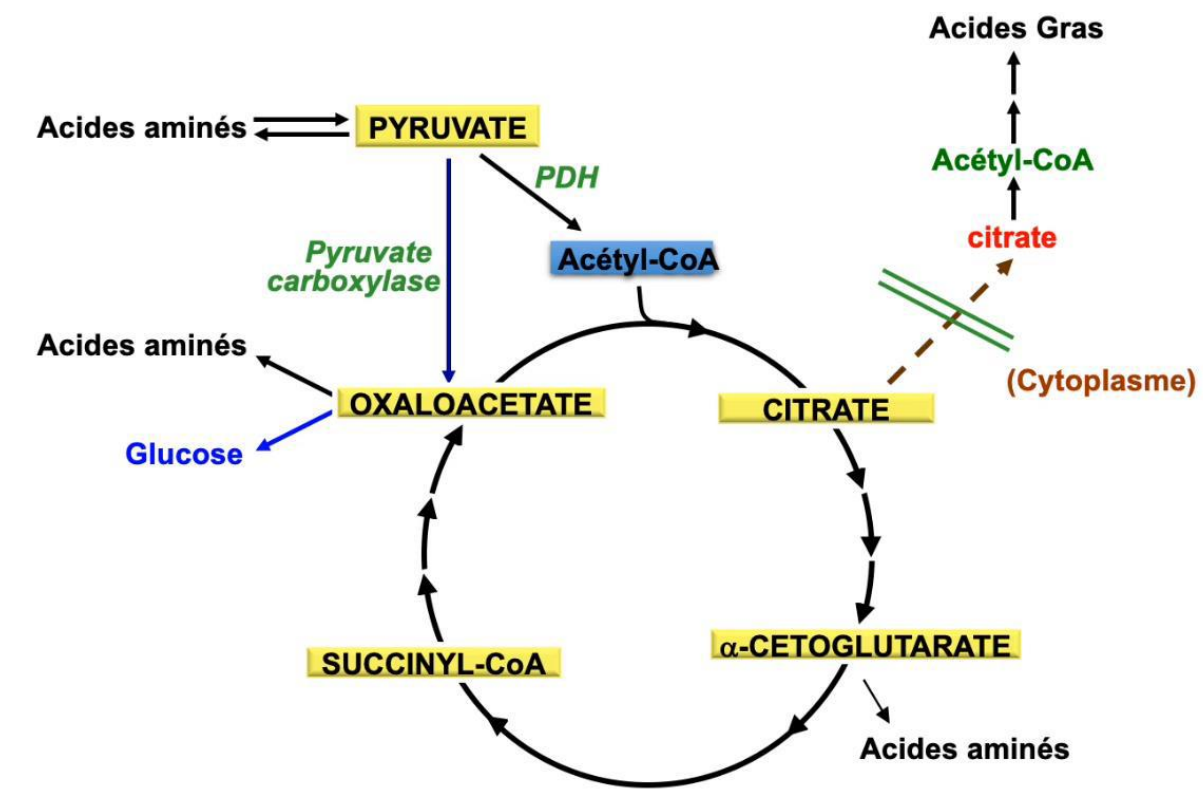 Acides Gras
Acides aminés
PYRUVATE
PDH
Acétyl-CoA
citrate
Pyruvate
carboxylase
Acétyl-CoA
Acides aminés
(Cytoplasme)
OXALOACETATE
CITRATE
Glucose
SUCCINYL-CoA
α-CETOGLUTARATE
Acides aminés